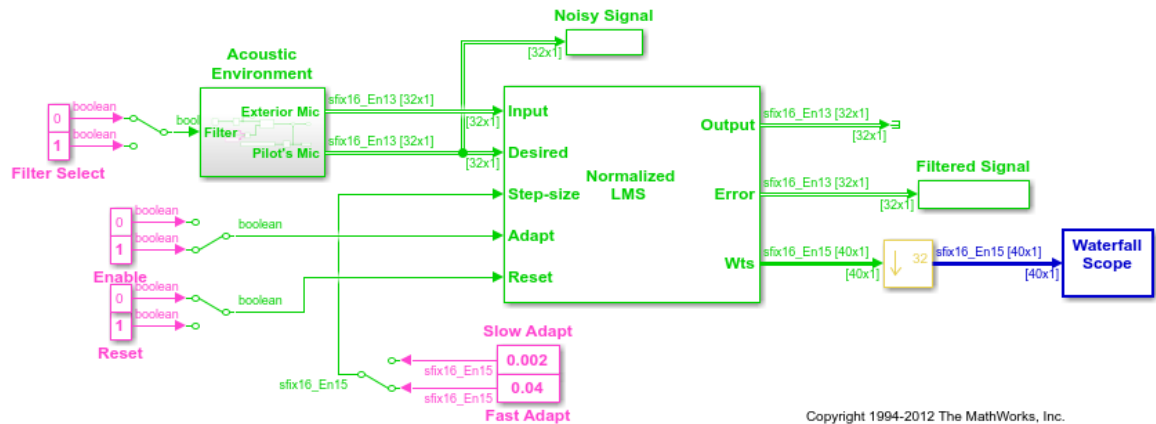 Noisy Signal
[32x1]
Acoustic
Environment
boolean
0
boolean
1
Filter Select
bool
Filter
Exterior Mic
Pilot's Mic
sfix16_En13 [32x1]
[32x1]
sfix16_En13 [32x1]
[32x1]
Input
Desired
Step-size
Adapt
Reset
Normalized
LMS
Output
Error
Wts
sfix16_En13 [32x1]
[32x1]
Filtered Signal
sfix16_En13 [32x1]
[32x1]
sfix16_En15 [40x1]
[40x1]
32
sfix16_En15 [40x1]
[40x1]
Waterfall
Scope
boolean
0
boolean
1
Enable
boolean
boolean
0
boolean
1
Reset
boolean
Slow Adapt
0.002
sfix16_En15
0.04
sfix16_En15
Fast Adapt
sfix16_En15
Copyright 1994-2012 The MathWorks, Inc.